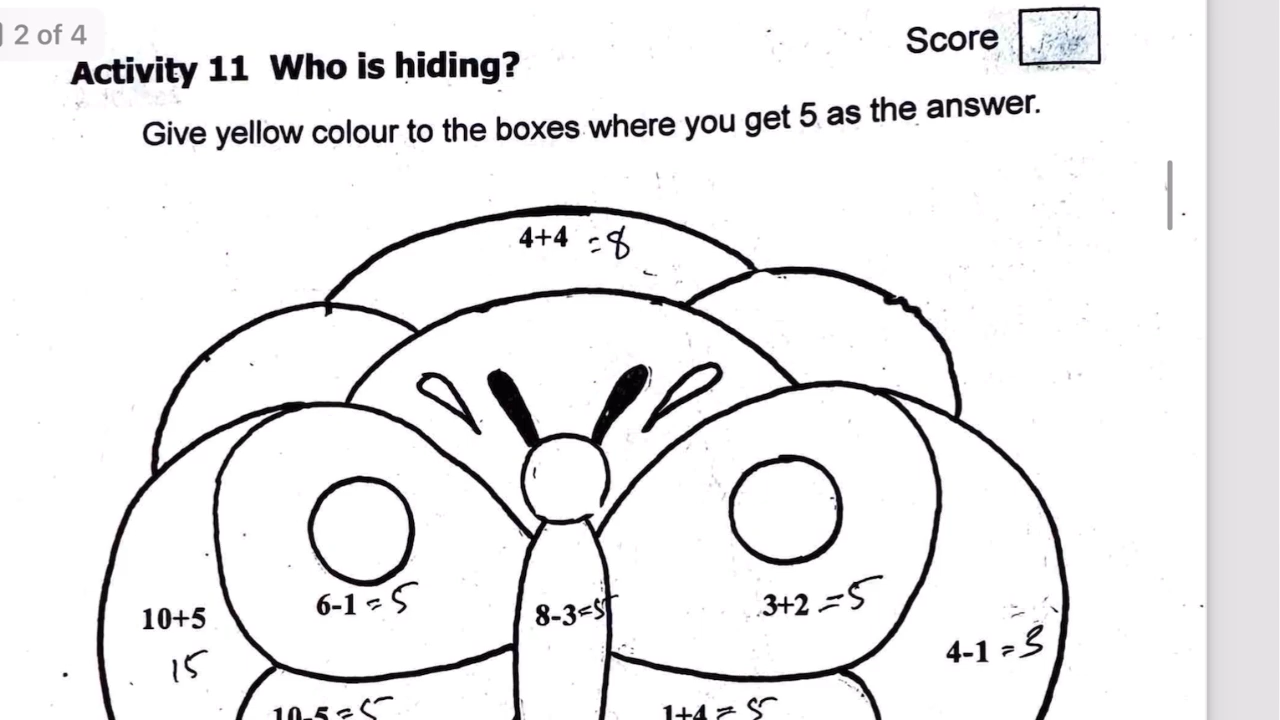 2 of 4
Score
Activity 11 Who is hiding?
Give yellow colour to the boxes where you get 5 as the answer.
4+4 =8
6-1 = 5
8-3=5
3+2 =5
10+5
15
4-1 =3
10-5 =5
1+4 = 5